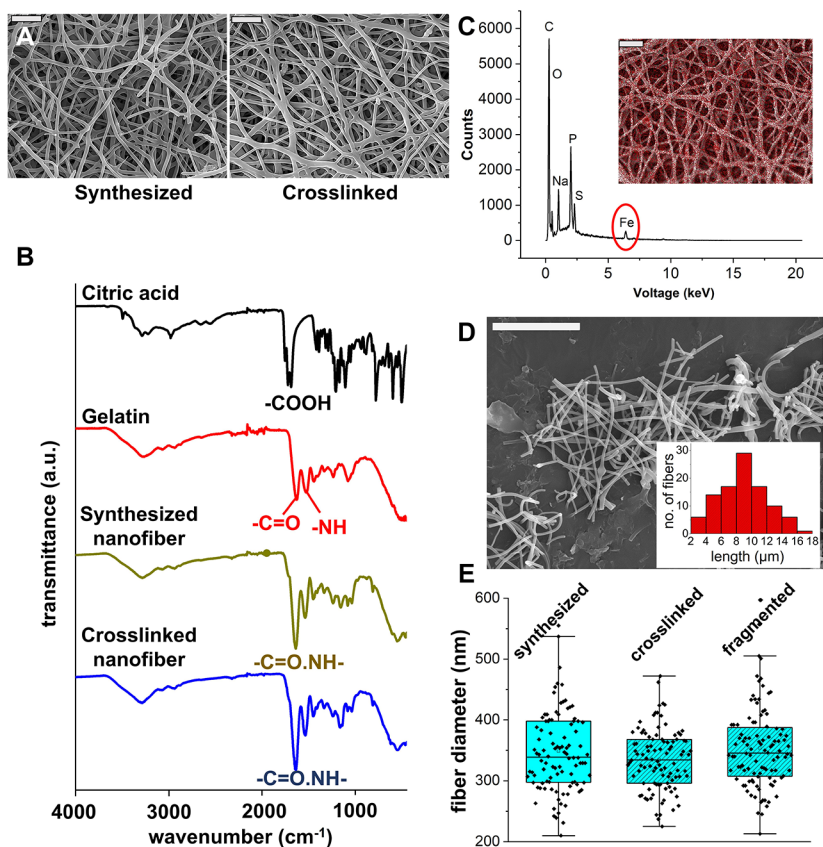 A
Synthesized
Crosslinked
C
6000
5000
4000
3000
2000
1000
0
Counts
C
O
Na
P
S
Fe
0
5
10
15
20
Voltage (keV)
B
Citric acid
-COOH
Gelatin
-C=O
-NH
Synthesized
nanofiber
-C=O.NH-
Crosslinked
nanofiber
-C=O.NH-
transmittance (a.u.)
4000
3000
2000
1000
wavenumber (cm⁻¹)
D
30
20
10
0
no. of fibers
2
4
6
8
10
12
14
16
18
length (µm)
E
600
500
400
300
200
fiber diameter (nm)
synthesized
crosslinked
fragmented